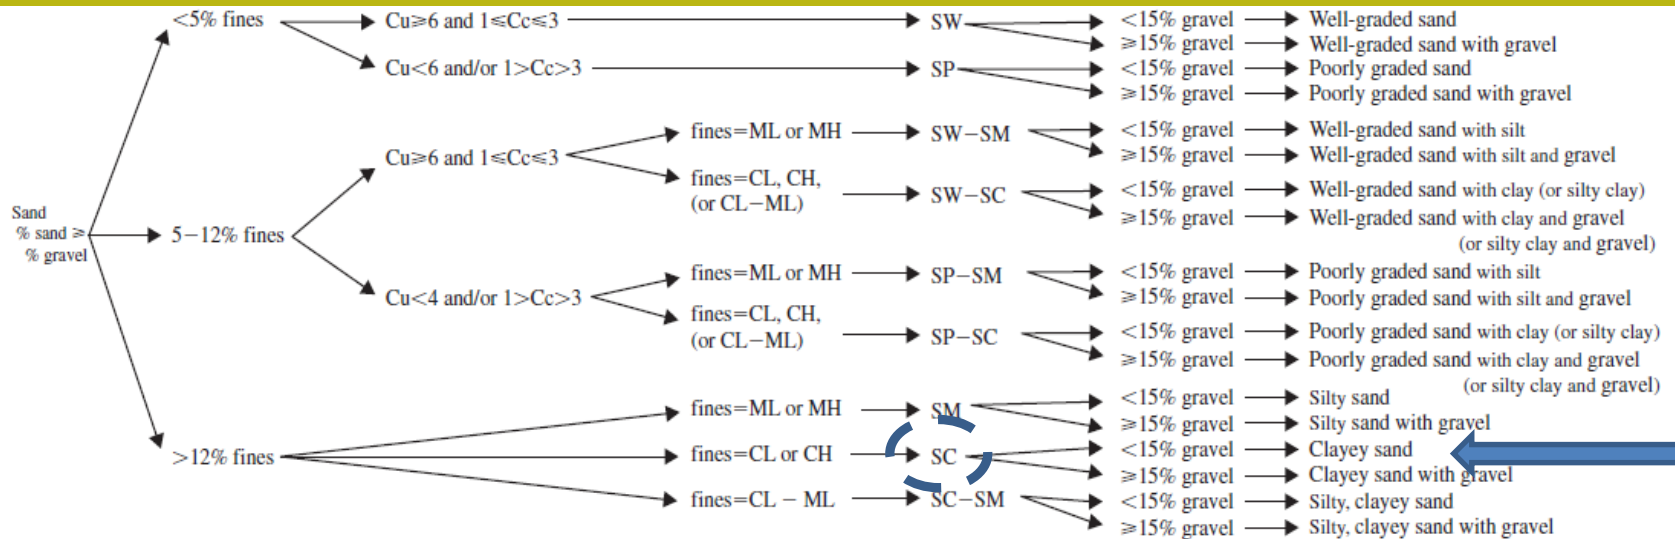 <5% fines
Cu≥6 and 1≤Cc≤3
SW
<15% gravel
Well-graded sand
≥15% gravel
Well-graded sand with gravel
Cu<6 and/or 1>Cc>3
SP
<15% gravel
Poorly graded sand
≥15% gravel
Poorly graded sand with gravel
Sand
% sand ≥
% gravel
5−12% fines
Cu≥6 and 1≤Cc≤3
fines=ML or MH
SW−SM
<15% gravel
Well-graded sand with silt
≥15% gravel
Well-graded sand with silt and gravel
fines=CL, CH,
(or CL−ML)
SW−SC
<15% gravel
Well-graded sand with clay (or silty clay)
≥15% gravel
Well-graded sand with clay and gravel
(or silty clay and gravel)
Cu<4 and/or 1>Cc>3
fines=ML or MH
SP−SM
<15% gravel
Poorly graded sand with silt
≥15% gravel
Poorly graded sand with silt and gravel
fines=CL, CH,
(or CL−ML)
SP−SC
<15% gravel
Poorly graded sand with clay (or silty clay)
≥15% gravel
Poorly graded sand with clay and gravel
(or silty clay and gravel)
>12% fines
fines=ML or MH
SM
<15% gravel
Silty sand
≥15% gravel
Silty sand with gravel
fines=CL or CH
SC
<15% gravel
Clayey sand
≥15% gravel
Clayey sand with gravel
fines=CL − ML
SC−SM
<15% gravel
Silty, clayey sand
≥15% gravel
Silty, clayey sand with gravel